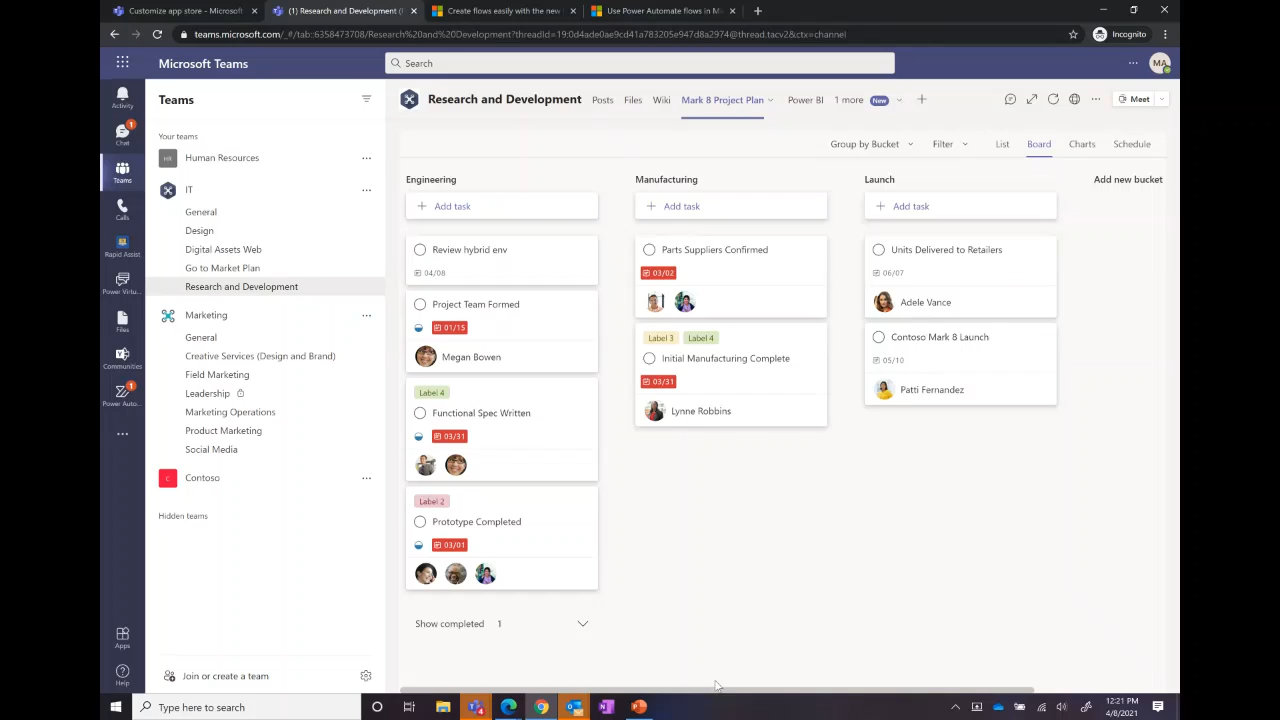 Customize app store - Microsoft
(1) Research and Development (
Create flows easily with the new
Use Power Automate flows in Mi
teams.microsoft.com/_#/tab::6358473708/Research%20and%20Development?threadId=19:0d4ade0ae9cd41a783205e947d8a2974@thread.tacv2&ctx=channel
Incognito
Microsoft Teams
Search
MA
Activity
Chat
1
Teams
Calls
Rapid Assist
Power Virtu...
Files
Communities
Power Auto...
1
Apps
Help
Teams
Your teams
HR
Human Resources
IT
General
Design
Digital Assets Web
Go to Market Plan
Research and Development
Marketing
General
Creative Services (Design and Brand)
Field Marketing
Leadership
Marketing Operations
Product Marketing
Social Media
C
Contoso
Hidden teams
Join or create a team
Research and Development
Posts
Files
Wiki
Mark 8 Project Plan
Power BI
1 more
New
Meet
Group by Bucket
Filter
List
Board
Charts
Schedule
Engineering
Add task
Review hybrid env
04/08
Project Team Formed
01/15
Megan Bowen
Label 4
Functional Spec Written
03/31
Label 2
Prototype Completed
03/01
Show completed 1
Manufacturing
Add task
Parts Suppliers Confirmed
03/02
Label 3
Label 4
Initial Manufacturing Complete
03/31
Lynne Robbins
Launch
Add task
Units Delivered to Retailers
06/07
Adele Vance
Contoso Mark 8 Launch
05/10
Patti Fernandez
Add new bucket
Type here to search
4
12:21 PM
4/8/2021